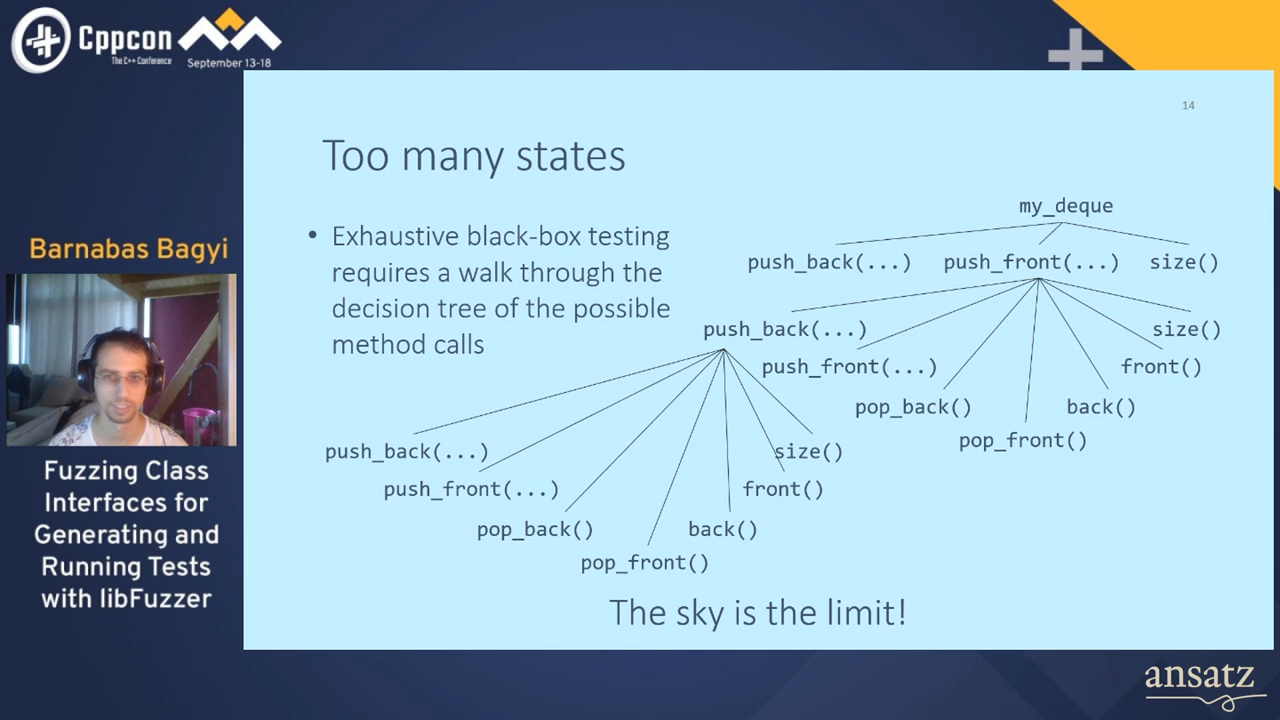 Cppcon
The C++ Conference
September 13-18
14
Too many states
• Exhaustive black-box testing
requires a walk through the
decision tree of the possible
method calls
my_deque
push_back(...) push_front(...) size()
push_back(...) size()
push_front(...) front()
pop_back() back()
pop_front()
push_back(...) size()
push_front(...) front()
pop_back() back()
pop_front()
The sky is the limit!
Barnabas Bagyi
Fuzzing Class
Interfaces for
Generating and
Running Tests
with libFuzzer
ansatz